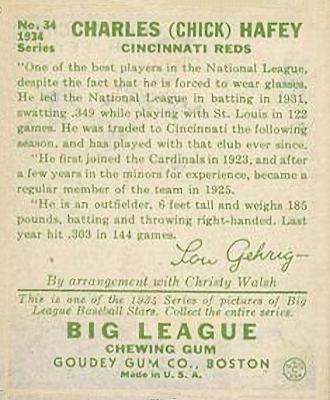 No. 34
1934
Series
CHARLES (CHICK) HAFEY
CINCINNATI REDS
"One of the best players in the National League,
despite the fact that he is forced to wear glasses.
He led the National League in batting in 1931,
swatting .349 while playing with St. Louis in 122
games. He was traded to Cincinnati the following
season, and has played with that club ever since.
"He first joined the Cardinals in 1923, and after
a few years in the minors for experience, became
a regular member of the team in 1925.
"He is an outfielder, 6 feet tall and weighs 185
pounds, batting and throwing right-handed. Last
year hit .303 in 144 games.
Lou Gehrig
By arrangement with Christy Walsh
This is one of the 1934 Series of pictures of Big
League Baseball Stars. Collect the entire series.
BIG LEAGUE
CHEWING GUM
GOUDEY GUM CO., BOSTON
Made in U. S. A.